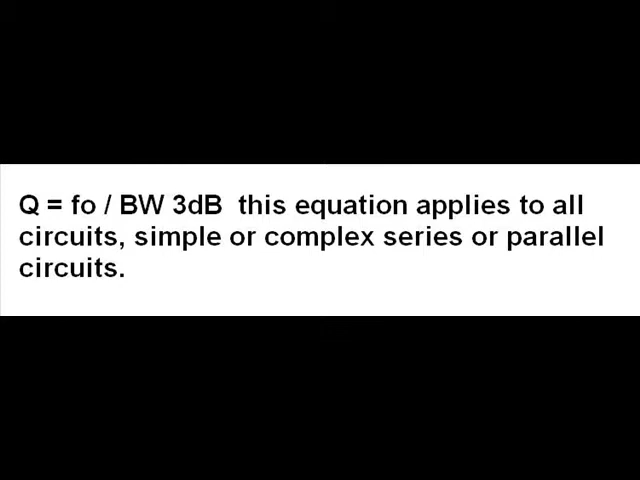 Q = fo / BW 3dB  this equation applies to all
circuits, simple or complex series or parallel
circuits.